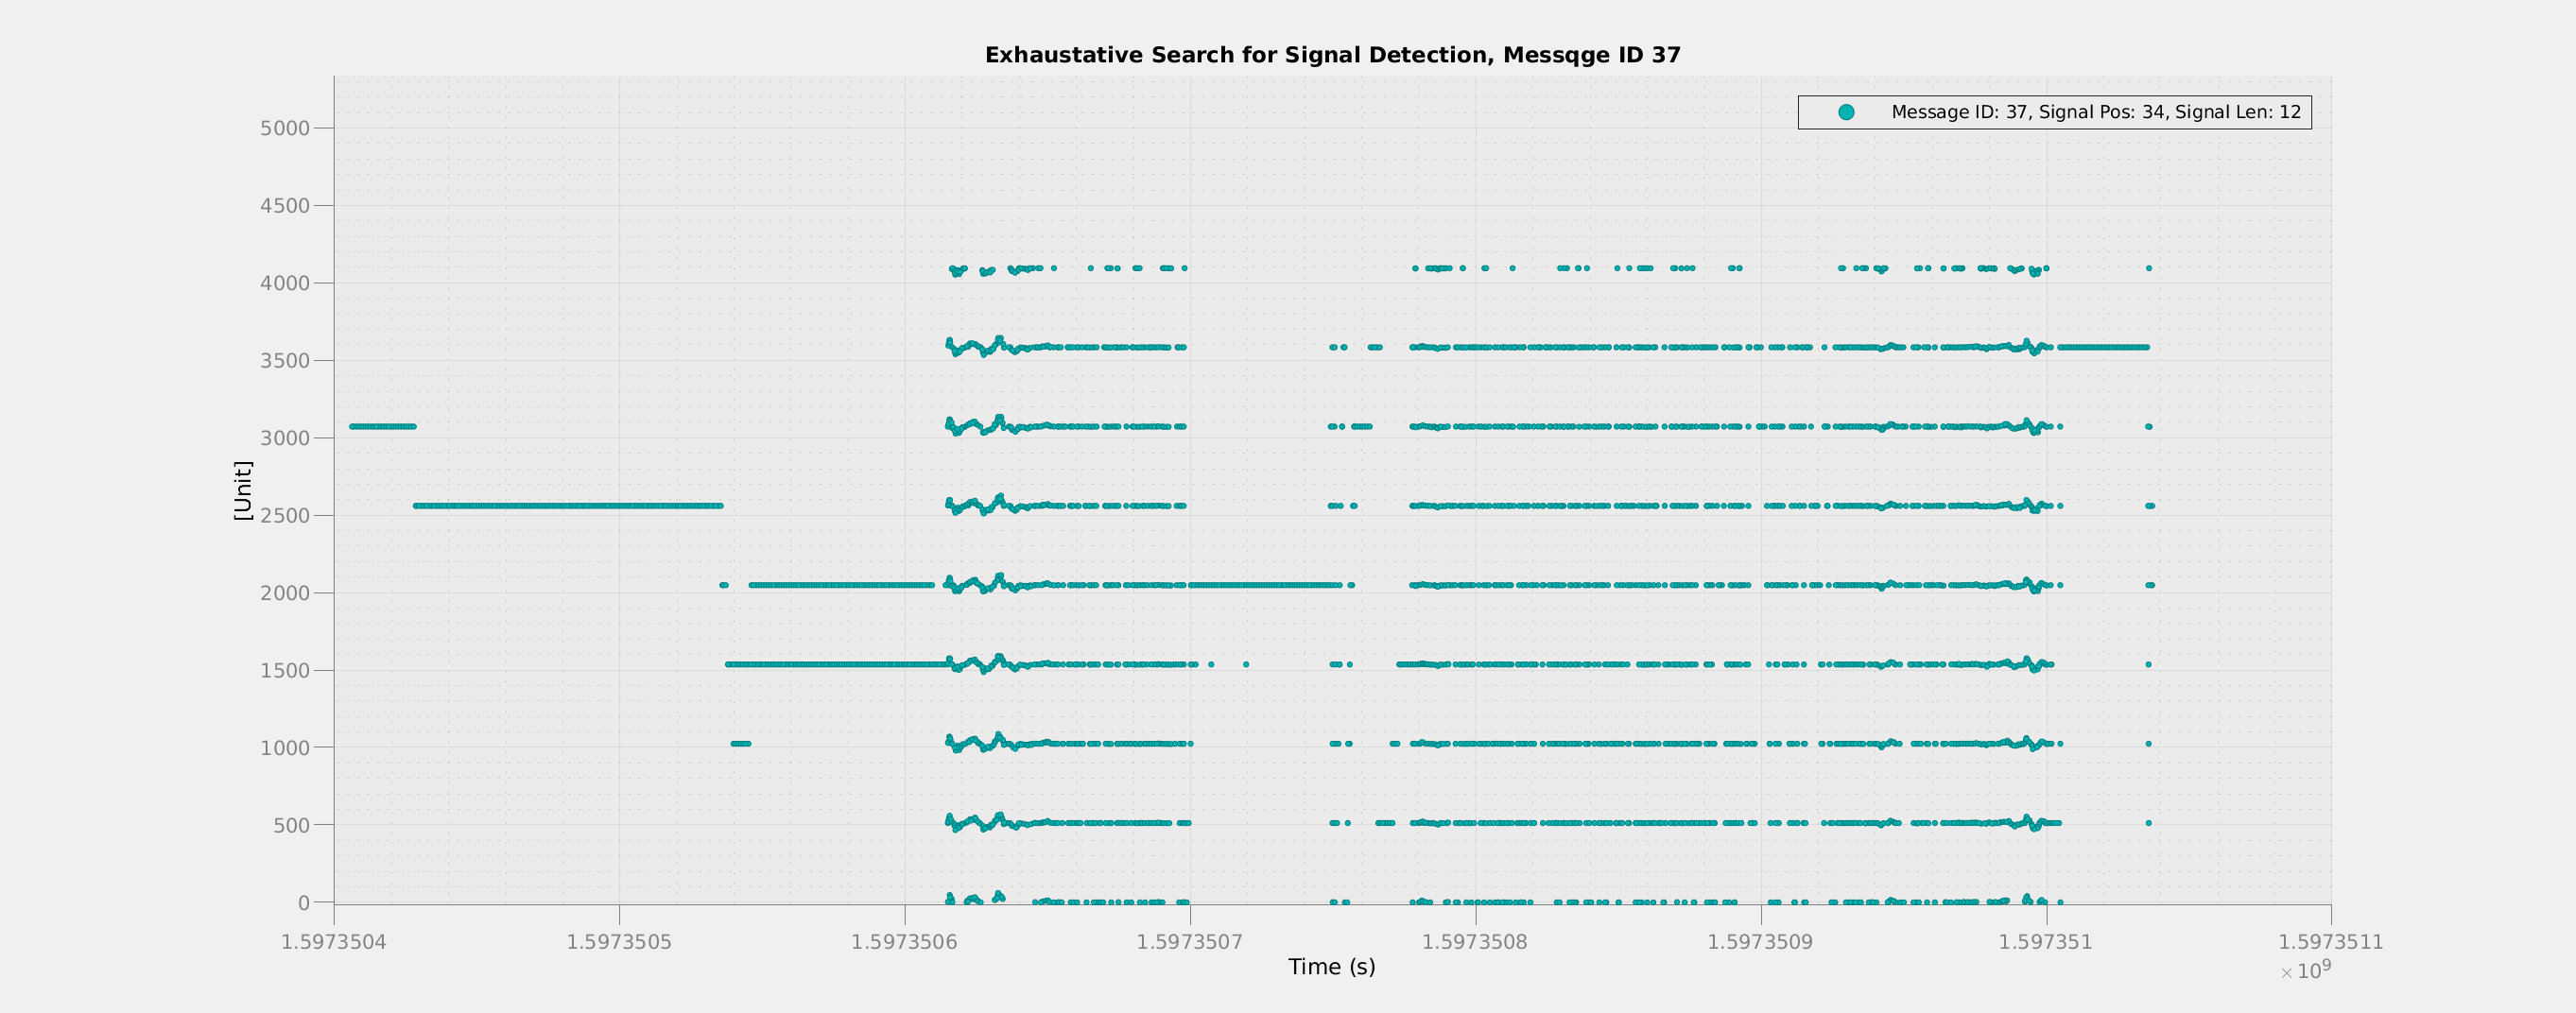 Exhaustative Search for Signal Detection, Messqge ID 37
Message ID: 37, Signal Pos: 34, Signal Len: 12
5000
4500
4000
3500
3000
2500
2000
1500
1000
500
0
[Unit]
1.5973504 1.5973505 1.5973506 1.5973507 1.5973508 1.5973509 1.597351 1.5973511
Time (s)
× 10⁹